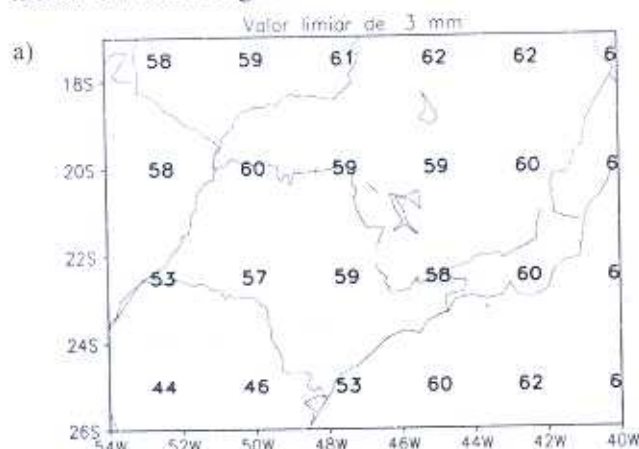 Valor limiar de 3 mm
a)
58 59 61 62 62 6
18S
20S 58 60 59 59 60 6
22S
53 57 59 58 60 6
24S
44 46 53 60 62 6
26S
54W 52W 50W 48W 46W 44W 42W 40W